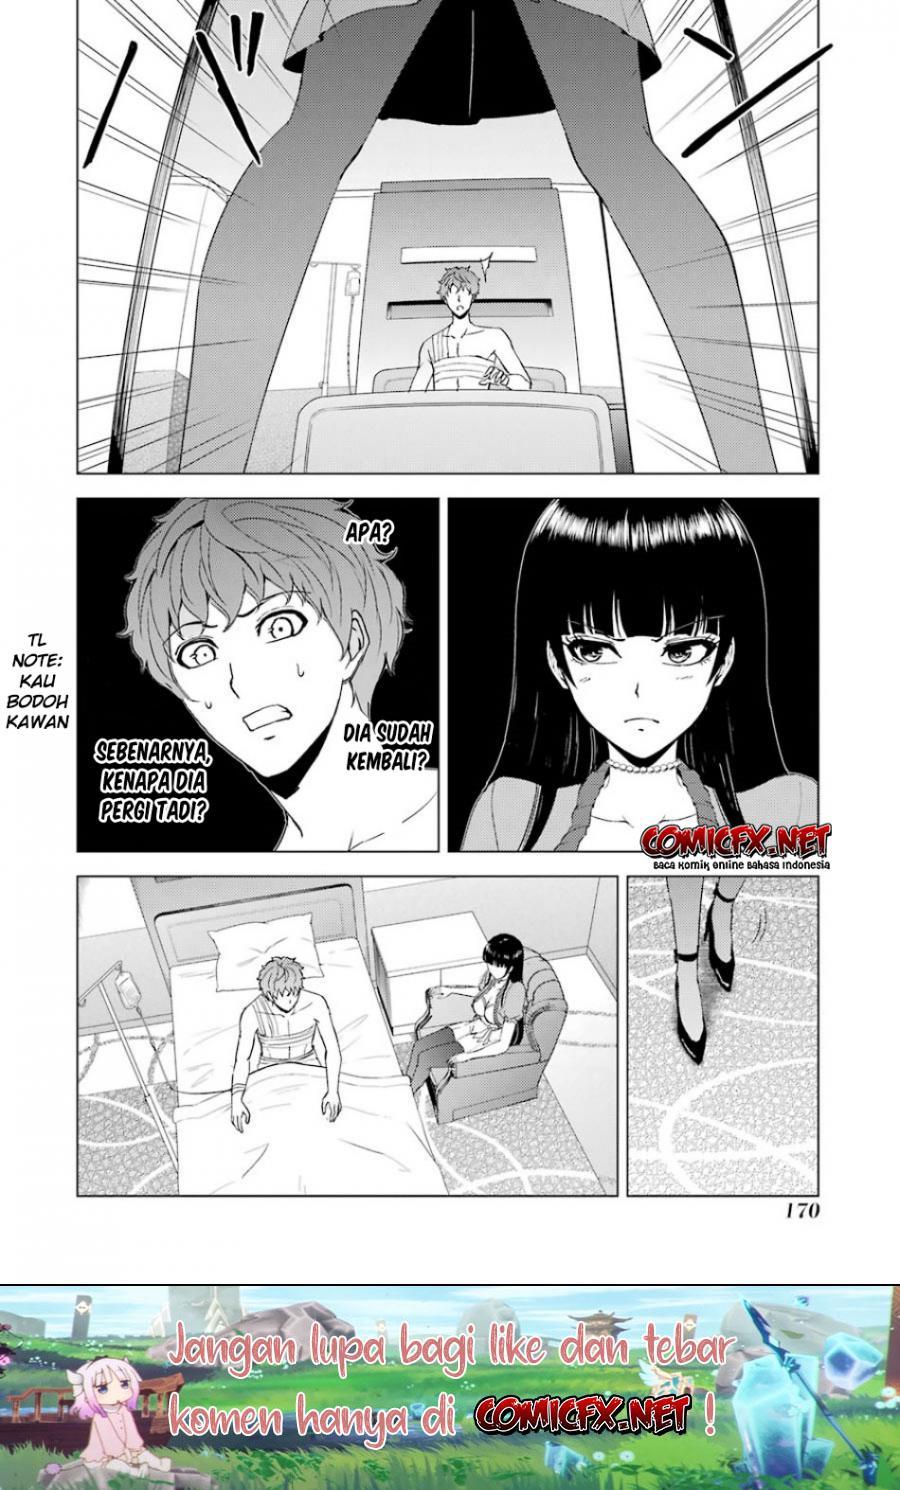 APA?
DIA SUDAH
KEMBALI?
SEBENARNYA,
KENAPA DIA
PERGI TADI?
TL
NOTE:
KAU
BODOH
KAWAN
COMICFX.NET
Baca Komik Online Bahasa Indonesia
170
Jangan lupa bagi like dan tebar
komen hanya di COMICFX.NET !